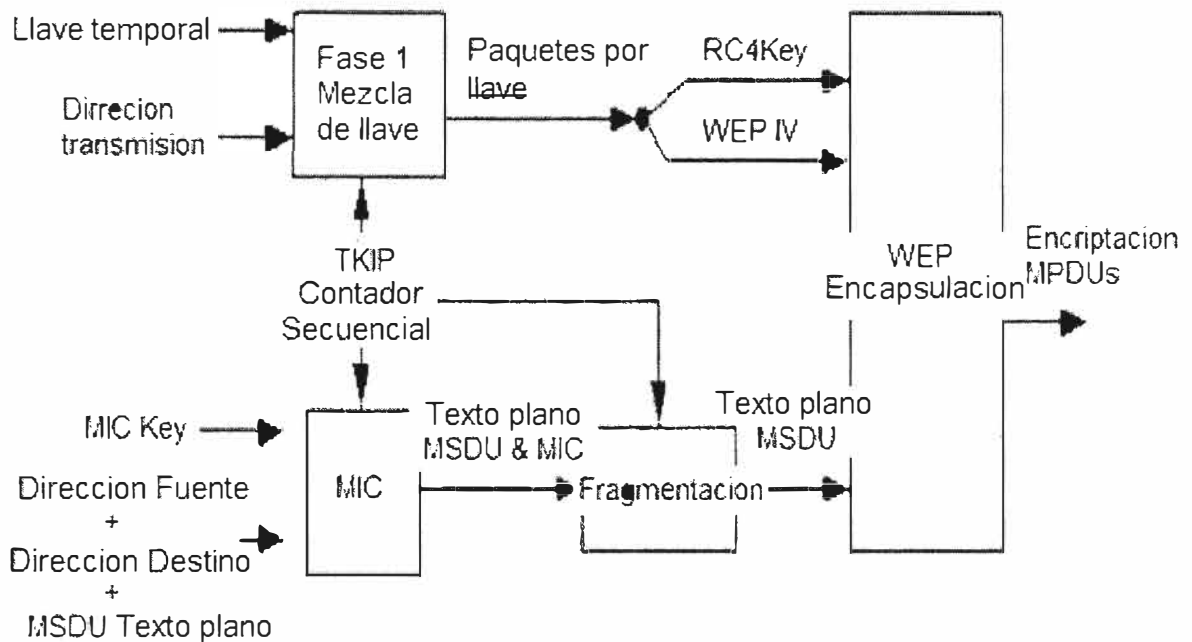 Llave temporal
Dirrecion
transmision
Fase 1
Mezcla
de llave
Paquetes por
llave
RC4Key
WEP IV
TKIP
Contador
Secuencial
WEP
Encapsulacion
Encriptacion
MPDUs
MIC Key
Direccion Fuente
+
Direccion Destino
+
MSDU Texto plano
MIC
Texto plano
MSDU & MIC
Fragmentacion
Texto plano
MSDU